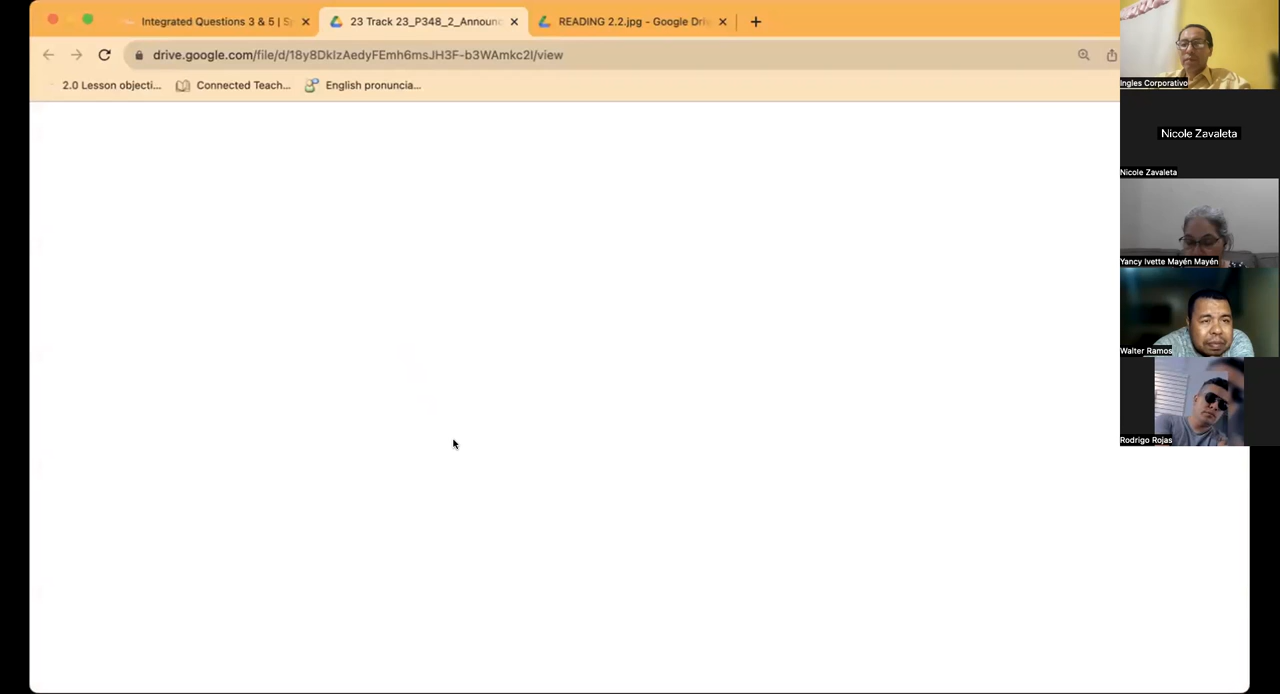 Integrated Questions 3 & 5 | S
23 Track 23_P348_2_Announ
READING 2.2.jpg - Google Dri
drive.google.com/file/d/18y8DkIzAedyFEmh6msJH3F-b3WAmkc2l/view
2.0 Lesson objecti...
Connected Teach...
English pronuncia...
Ingles Corporativo
Nicole Zavaleta
Nicole Zavaleta
Yancy Ivette Mayén Mayén
Walter Ramos
Rodrigo Rojas